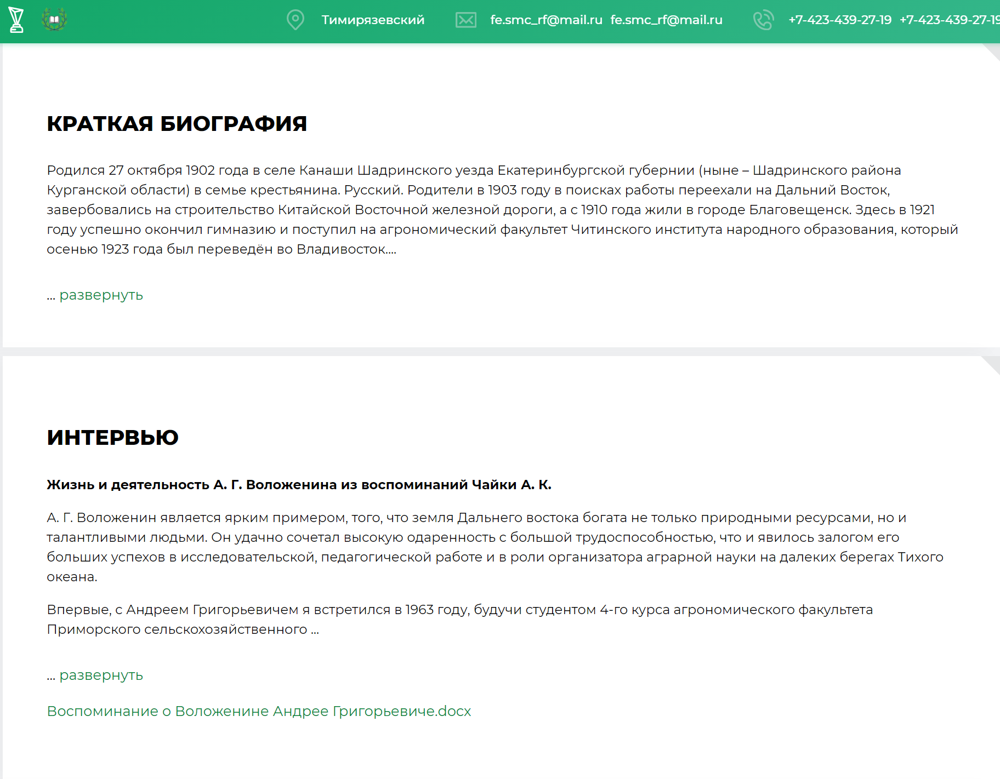 Тимирязевский fe.smc_rf@mail.ru fe.smc_rf@mail.ru +7-423-439-27-19 +7-423-439-27-19
КРАТКАЯ БИОГРАФИЯ
Родился 27 октября 1902 года в селе Канаши Шадринского уезда Екатеринбургской губернии (ныне – Шадринского района
Курганской области) в семье крестьянина. Русский. Родители в 1903 году в поисках работы переехали на Дальний Восток,
завербовались на строительство Китайской Восточной железной дороги, а с 1910 года жили в городе Благовещенск. Здесь в 1921
году успешно окончил гимназию и поступил на агрономический факультет Читинского института народного образования, который
осенью 1923 года был переведён во Владивосток....
... развернуть
ИНТЕРВЬЮ
Жизнь и деятельность А. Г. Воложенина из воспоминаний Чайки А. К.
А. Г. Воложенин является ярким примером, того, что земля Дальнего востока богата не только природными ресурсами, но и
талантливыми людьми. Он удачно сочетал высокую одаренность с большой трудоспособностью, что и явилось залогом его
больших успехов в исследовательской, педагогической работе и в роли организатора аграрной науки на далеких берегах Тихого
океана.
Впервые, с Андреем Григорьевичем я встретился в 1963 году, будучи студентом 4-го курса агрономического факультета
Приморского сельскохозяйственного ...
... развернуть
Воспоминание о Воложенине Андрее Григорьевиче.docx